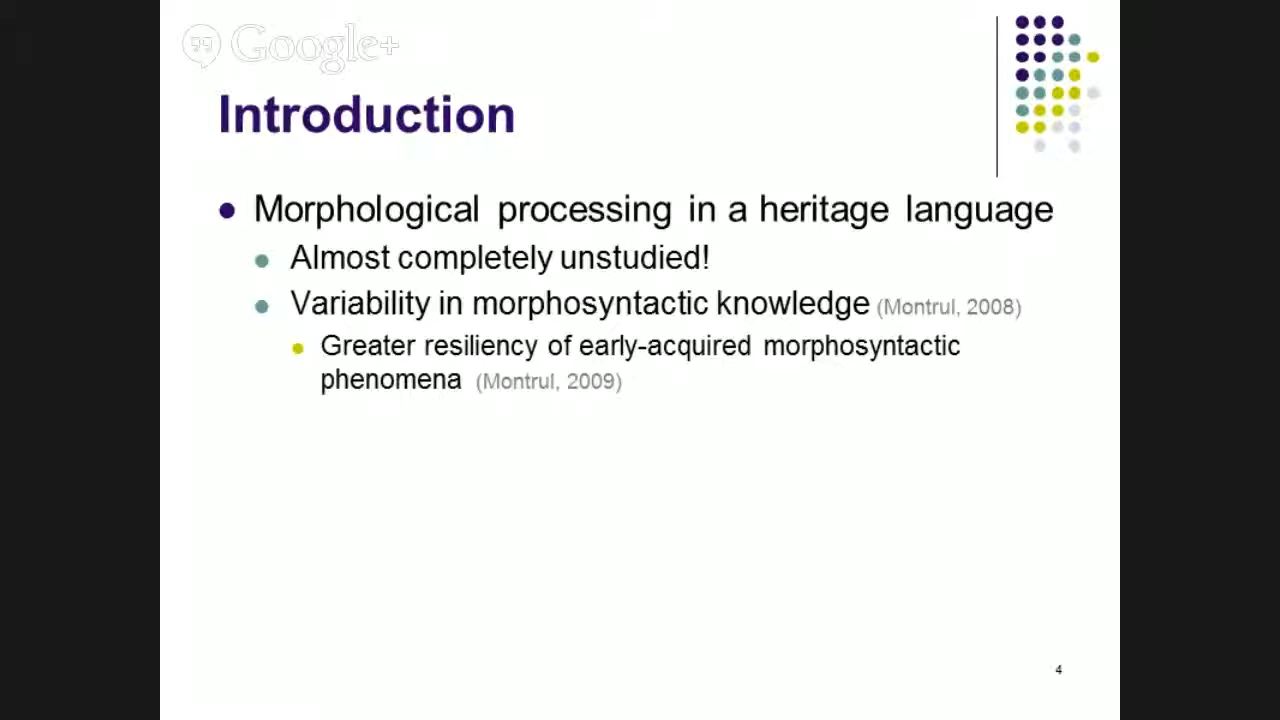 Google+
Introduction
Morphological processing in a heritage language
Almost completely unstudied!
Variability in morphosyntactic knowledge (Montrul, 2008)
Greater resiliency of early-acquired morphosyntactic
phenomena (Montrul, 2009)
4